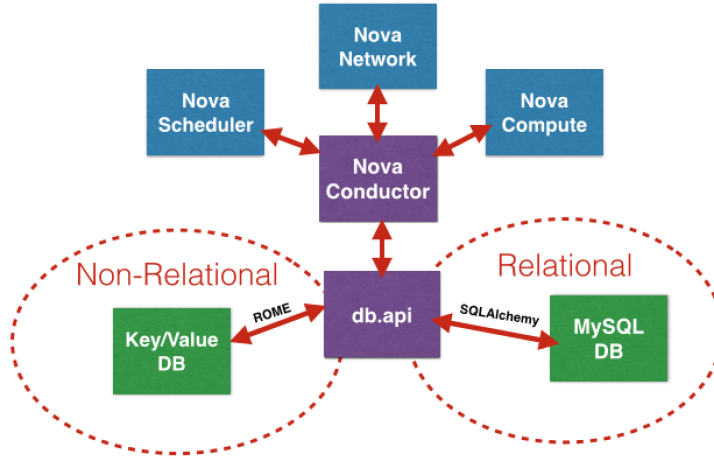 Nova
Network
Nova
Scheduler
Nova
Compute
Nova
Conductor
Non-Relational
Relational
ROME
db.api
SQLAlchemy
Key/Value
DB
MySQL
DB